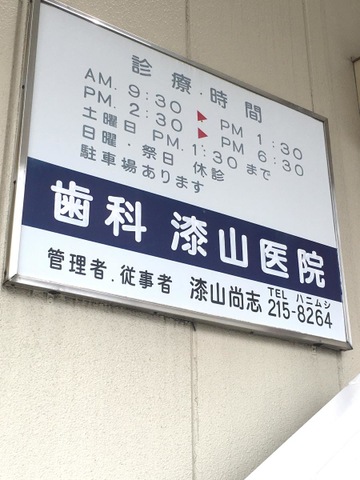 診療・時間
AM. 9:30 ▶ PM 1:30
PM. 2:30 ▶ PM 6:30
土曜日 PM.1:30 まで
日曜・祭日 休診
駐車場あります
歯科 漆山医院
管理者.従事者 漆山尚志 TEL ハニムシ 215-8264